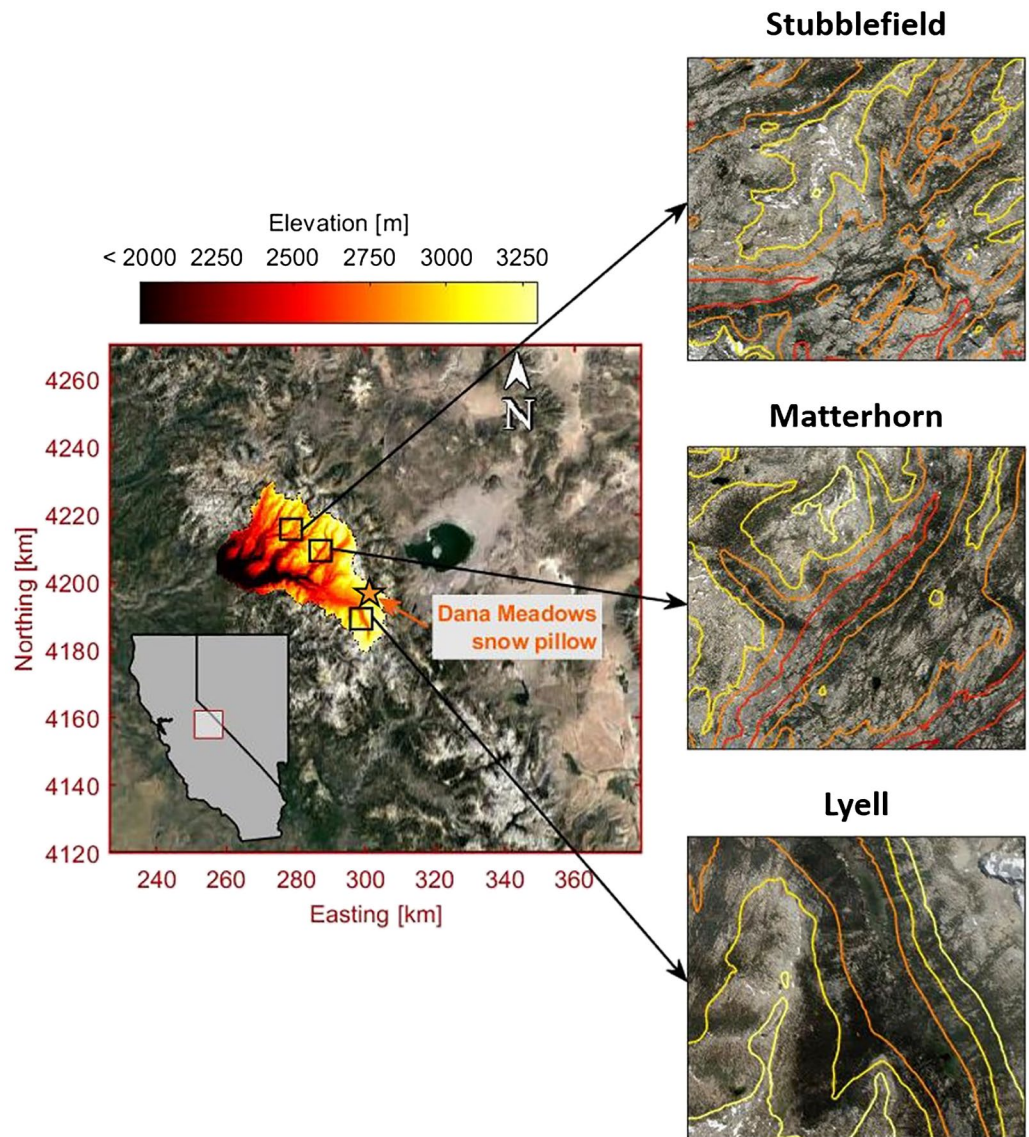 Stubblefield
Elevation [m]
< 2000 2250 2500 2750 3000 3250
4260
4240
4220
4200
4180
4160
4140
4120
Northing [km]
N
Dana Meadows
snow pillow
240 260 280 300 320 340 360
Easting [km]
Matterhorn
Lyell